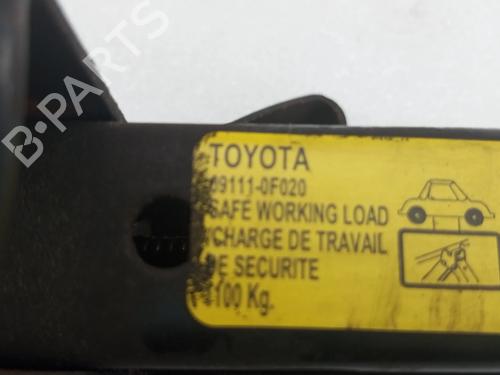 B-PARTS
TOYOTA
09111-0F020
SAFE WORKING LOAD
CHARGE DE TRAVAIL
DE SECURITE
1100 Kg.